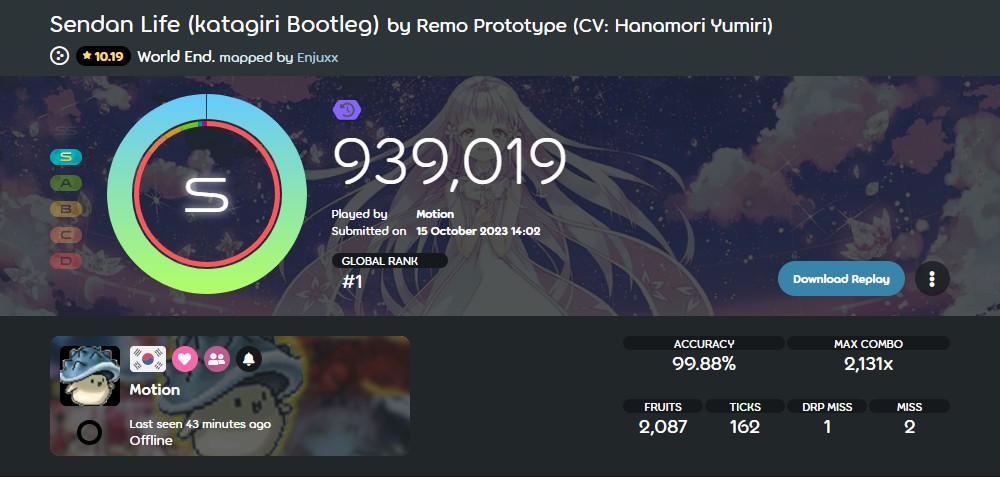 Sendan Life (katagiri Bootleg) by Remo Prototype (CV: Hanamori Yumiri)
10.19 World End. mapped by Enjuxx
SS
S
A
B
C
D
S
939,019
Played by Motion
Submitted on 15 October 2023 14:02
GLOBAL RANK
#1
Download Replay
Motion
Last seen 43 minutes ago
Offline
ACCURACY MAX COMBO
99.88% 2,131x
FRUITS TICKS DRP MISS MISS
2,087 162 1 2